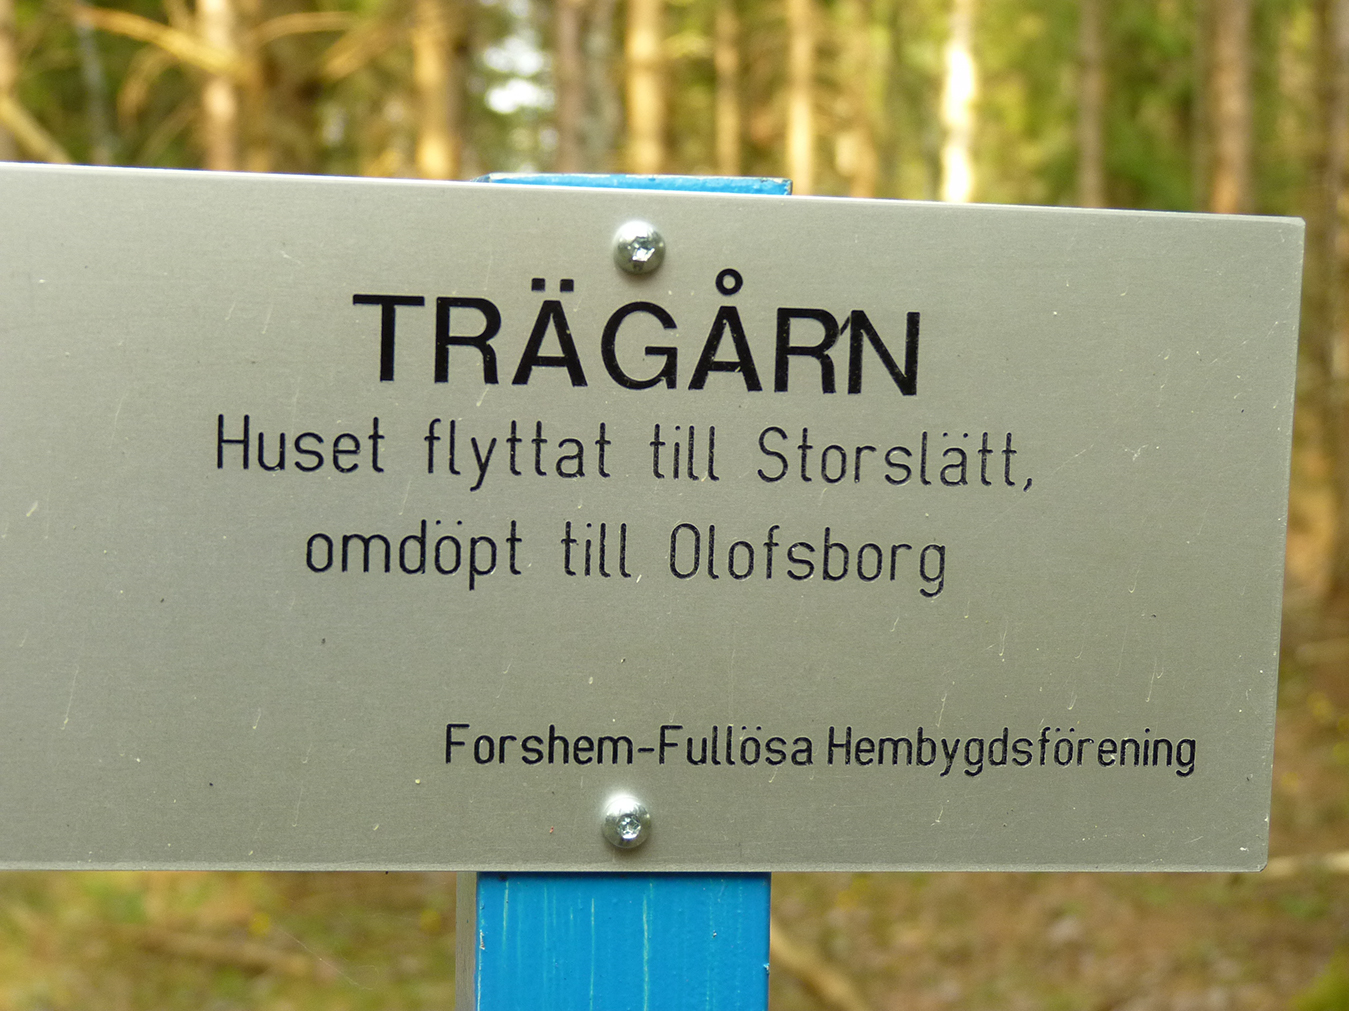 TRÄGÅRN
Huset flyttat till Storslätt,
omdöpt till Olofsborg
Forshem-Fullösa Hembygdsförening